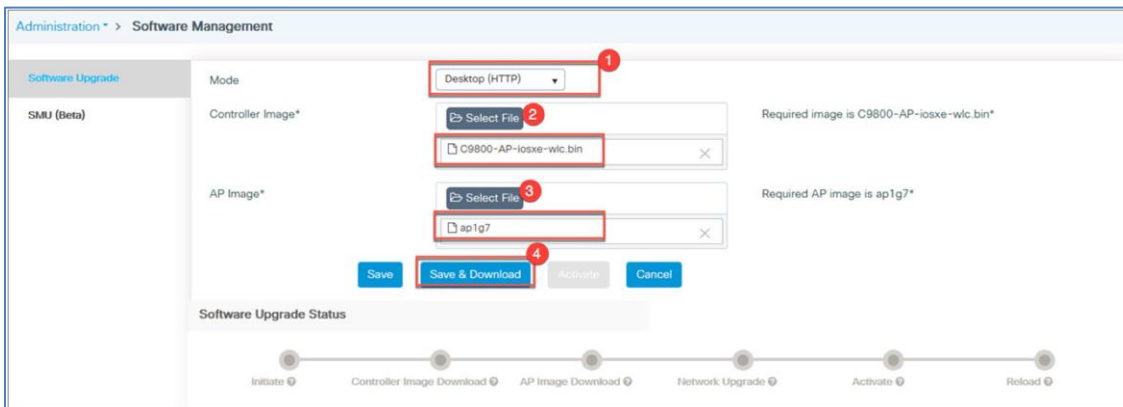 Administration > Software Management
Software Upgrade
SMU (Beta)
Mode
Desktop (HTTP)
1
Controller Image*
Select File
2
Required image is C9800-AP-iosxe-wlc.bin*
C9800-AP-iosxe-wlc.bin
AP Image*
Select File
3
Required AP image is ap1g7*
ap1g7
4
Save
Save & Download
Activate
Cancel
Software Upgrade Status
Initiate
Controller Image Download
AP Image Download
Network Upgrade
Activate
Reload